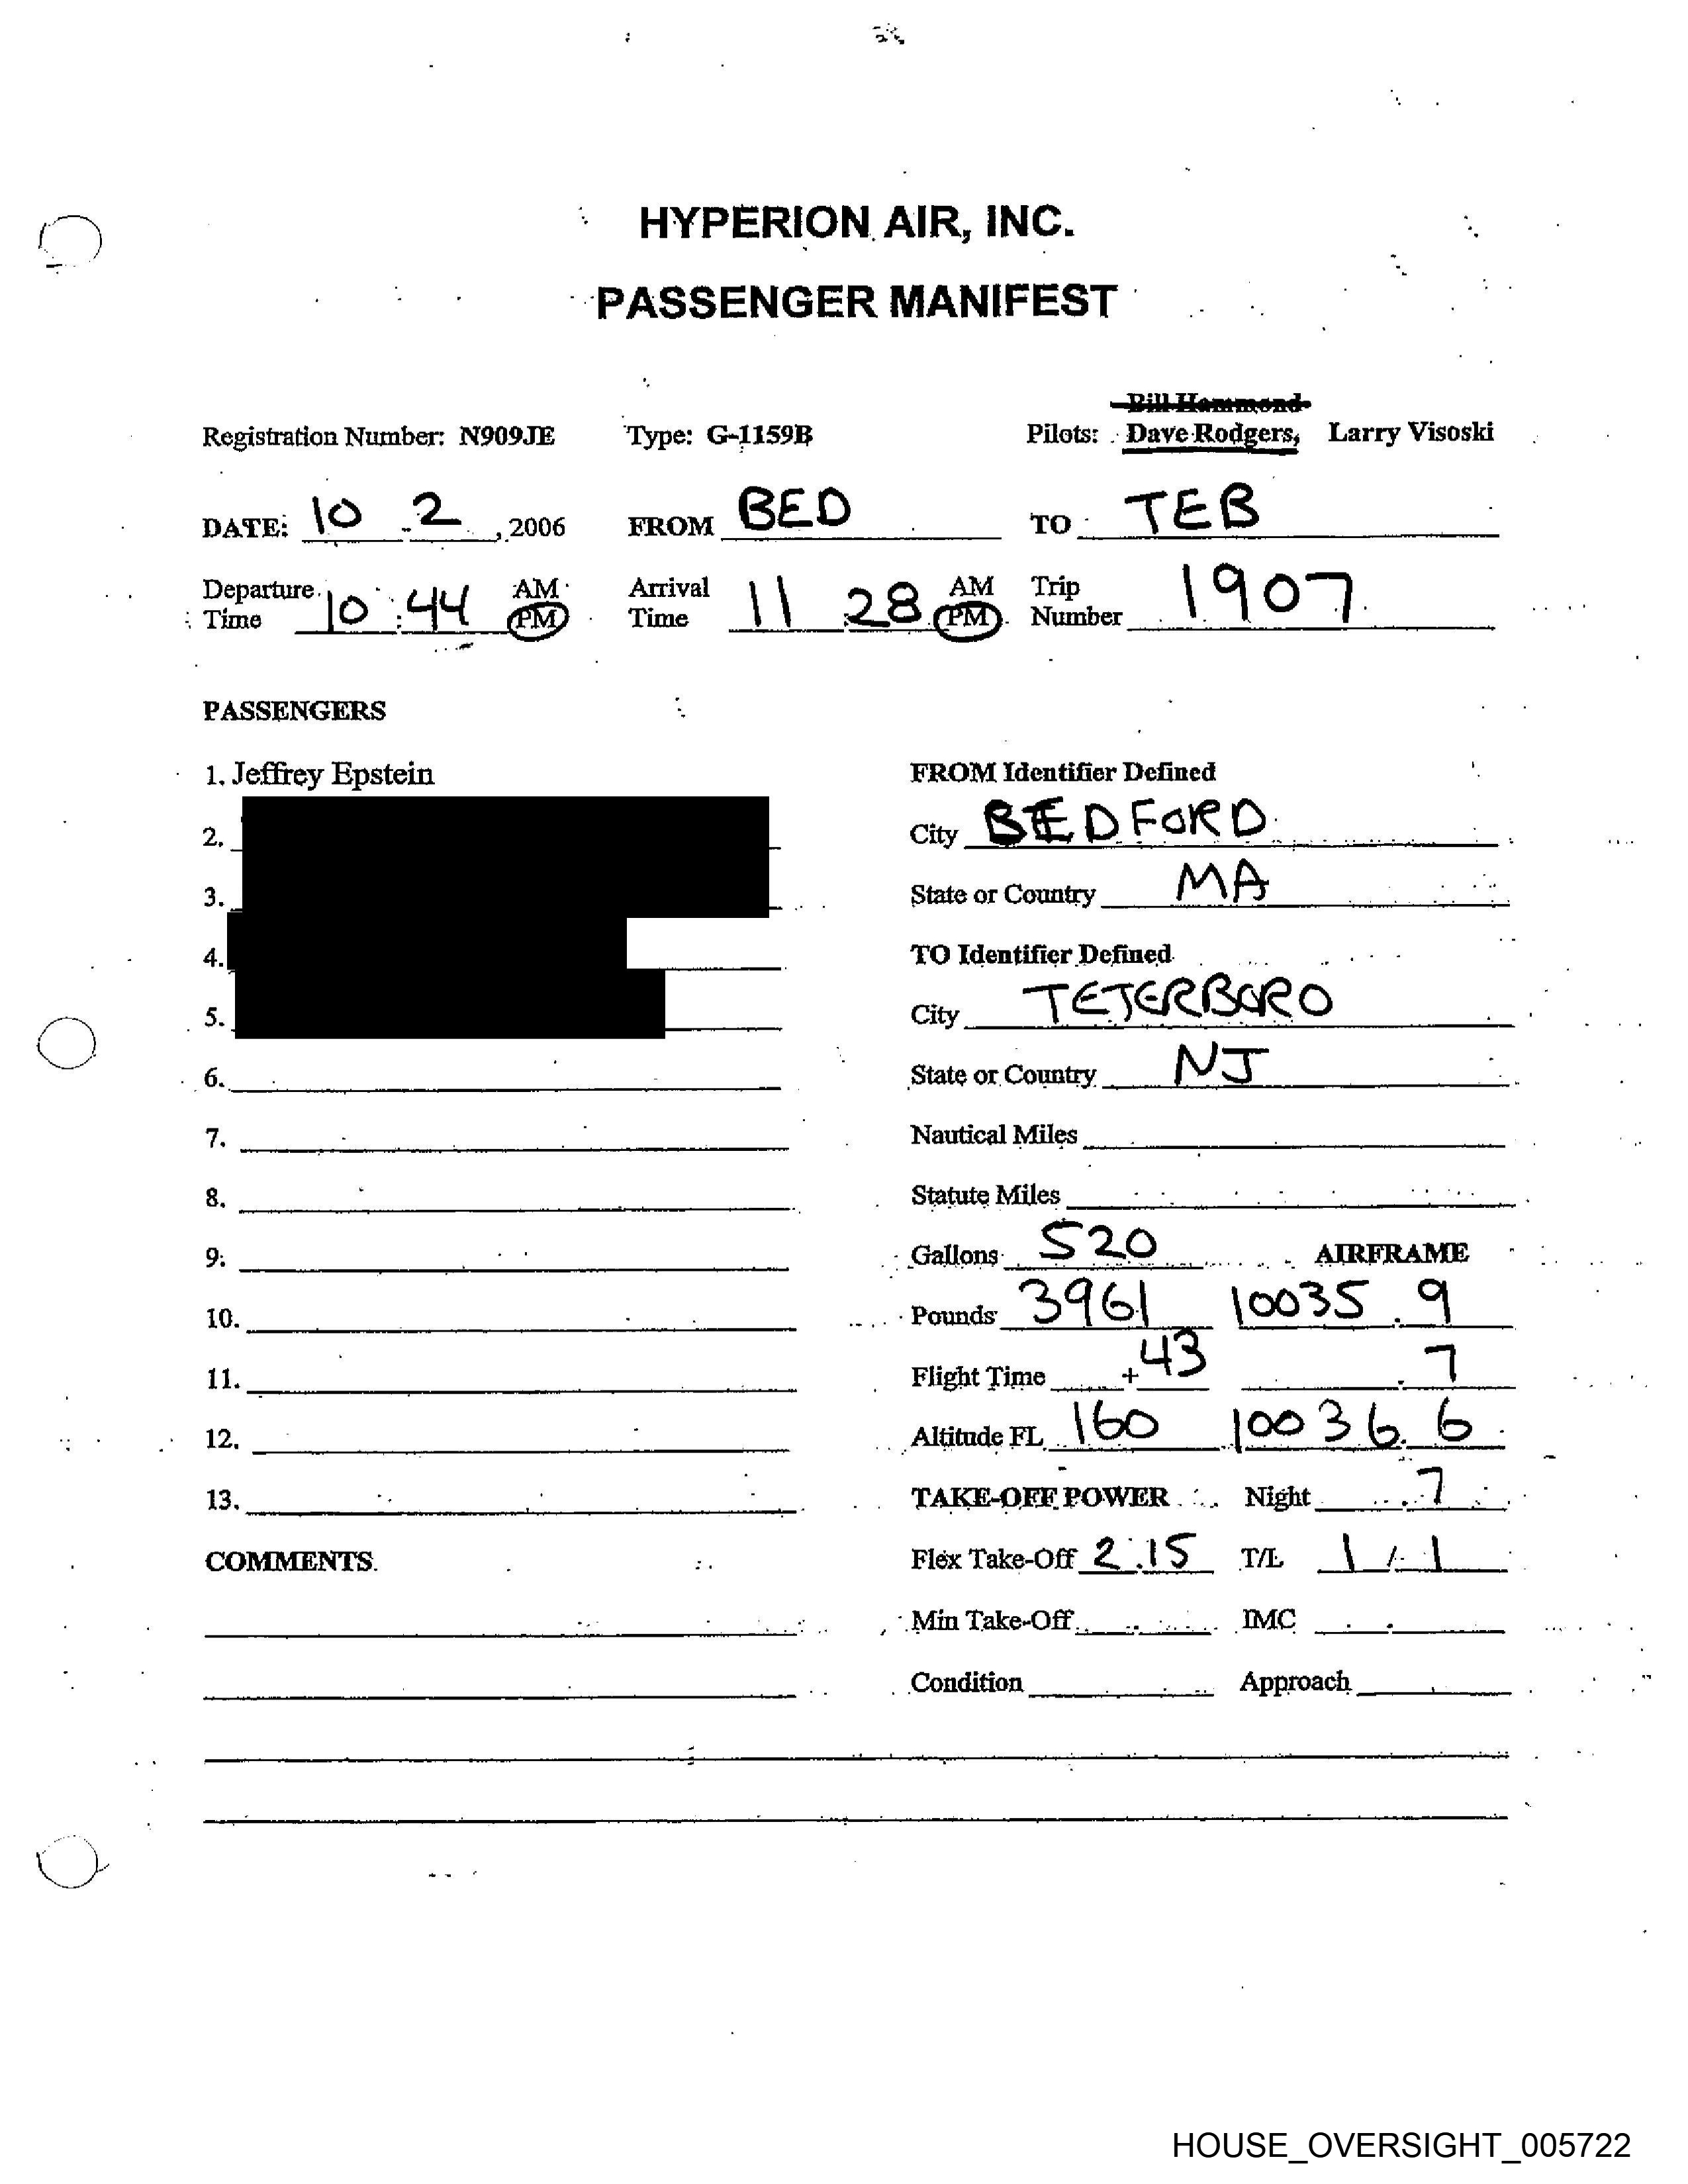 HYPERION AIR, INC.
PASSENGER MANIFEST
Bill Hammond
Registration Number: N909JE Type: G-1159B Pilots: Dave Rodgers, Larry Visoski
DATE: 10 2, 2006 FROM BED TO TEB
Departure Time 10:44 AM PM Arrival Time 11:28 AM PM Trip Number 1907
PASSENGERS
1. Jeffrey Epstein
2.
3.
4.
5.
6.
7.
8.
9.
10.
11.
12.
13.
COMMENTS
FROM Identifier Defined
City BEDFORD
State or Country MA
TO Identifier Defined
City TETERBORO
State or Country NJ
Nautical Miles
Statute Miles
Gallons 520 AIRFRAME
Pounds 3961 10035.9
Flight Time +43 .7
Altitude FL 160 10036.6
TAKE-OFF POWER Night .7
Flex Take-Off 2.15 T/L 1/1
Min Take-Off IMC
Condition Approach
HOUSE_OVERSIGHT_005722